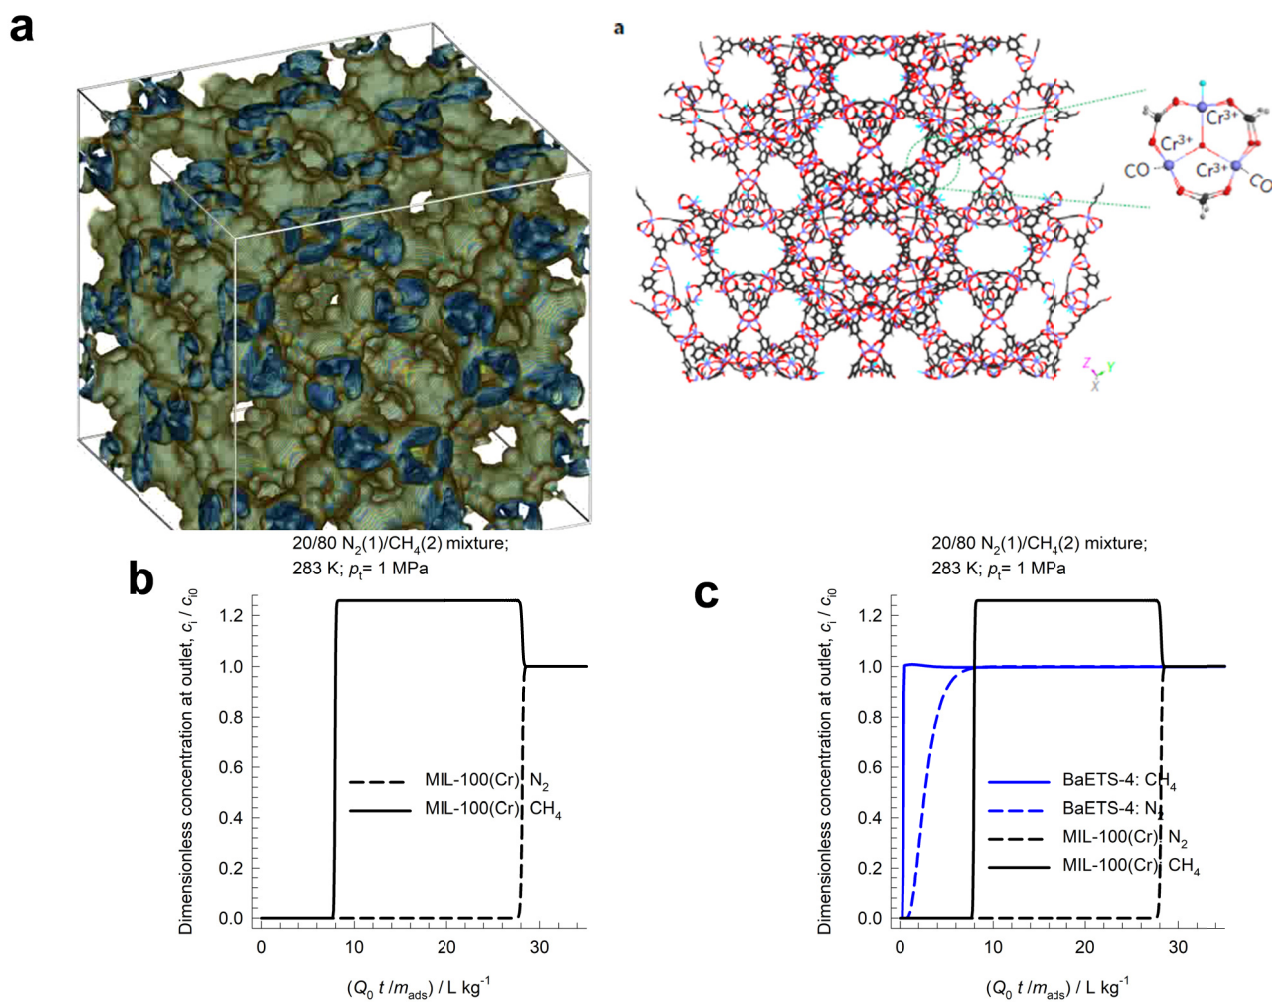 a
a
Cr3+
Cr3+
Cr3+
CO
CO
Z Y
X
20/80 N2(1)/CH4(2) mixture;
283 K; pt= 1 MPa
b
Dimensionless concentration at outlet, ci / ci0
1.2
1.0
0.8
0.6
0.4
0.2
0.0
MIL-100(Cr) N2
MIL-100(Cr) CH4
0 10 20 30
(Q0 t /mads) / L kg-1
20/80 N2(1)/CH4(2) mixture;
283 K; pt= 1 MPa
c
Dimensionless concentration at outlet, ci / ci0
1.2
1.0
0.8
0.6
0.4
0.2
0.0
BaETS-4: CH4
BaETS-4: N2
MIL-100(Cr): N2
MIL-100(Cr): CH4
0 10 20 30
(Q0 t /mads) / L kg-1